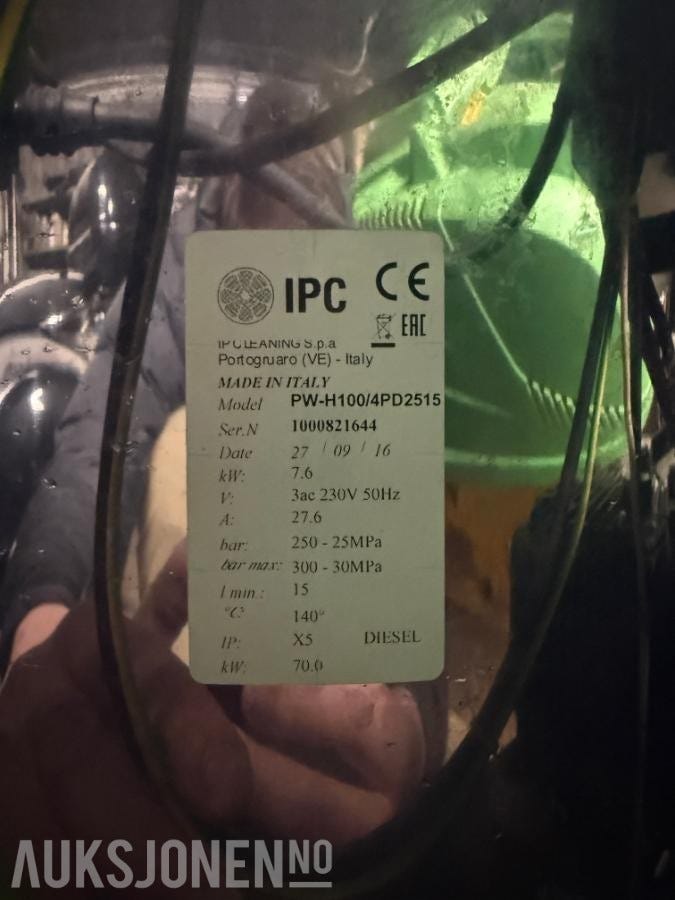 IPC CE
EAC
IP CLEANING S.p.a
Portogruaro (VE) - Italy
MADE IN ITALY
Model PW-H100/4PD2515
Ser.N 1000821644
Date 27 / 09 / 16
kW: 7.6
V: 3ac 230V 50Hz
A: 27.6
bar: 250 - 25MPa
bar max: 300 - 30MPa
l min.: 15
°C: 140°
IP: X5 DIESEL
kW: 70.0
AUKSJONEN NO